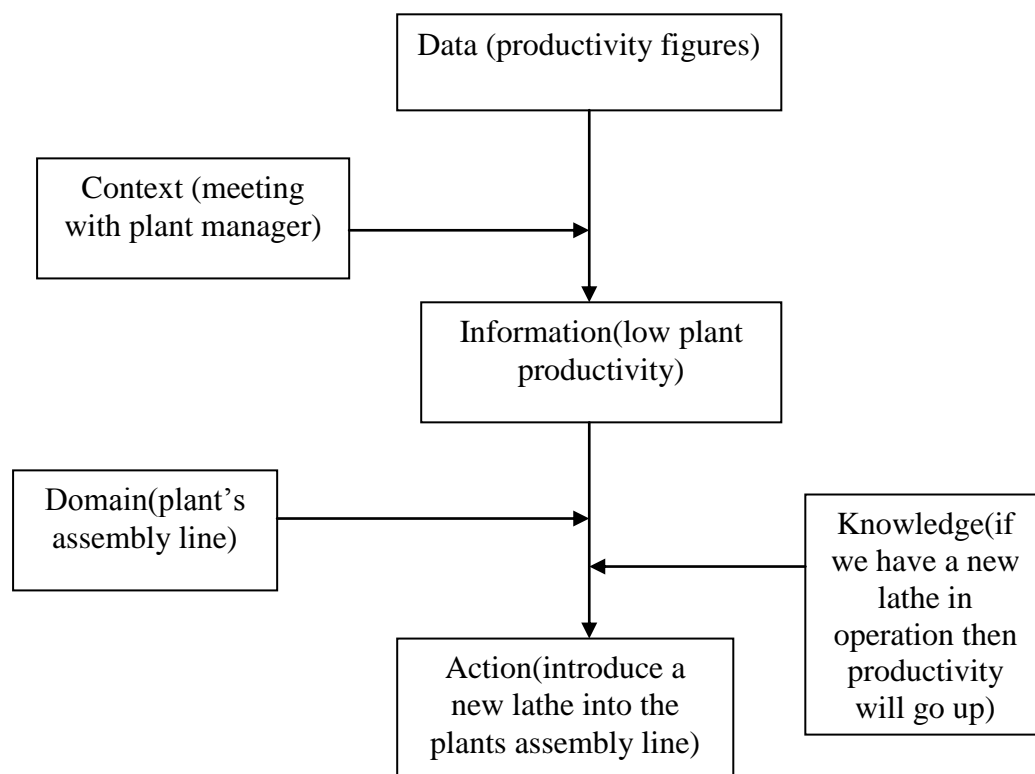 Data (productivity figures)
Context (meeting
with plant manager)
Information(low plant
productivity)
Domain(plant’s
assembly line)
Knowledge(if
we have a new
lathe in
operation then
productivity
will go up)
Action(introduce a
new lathe into the
plants assembly line)